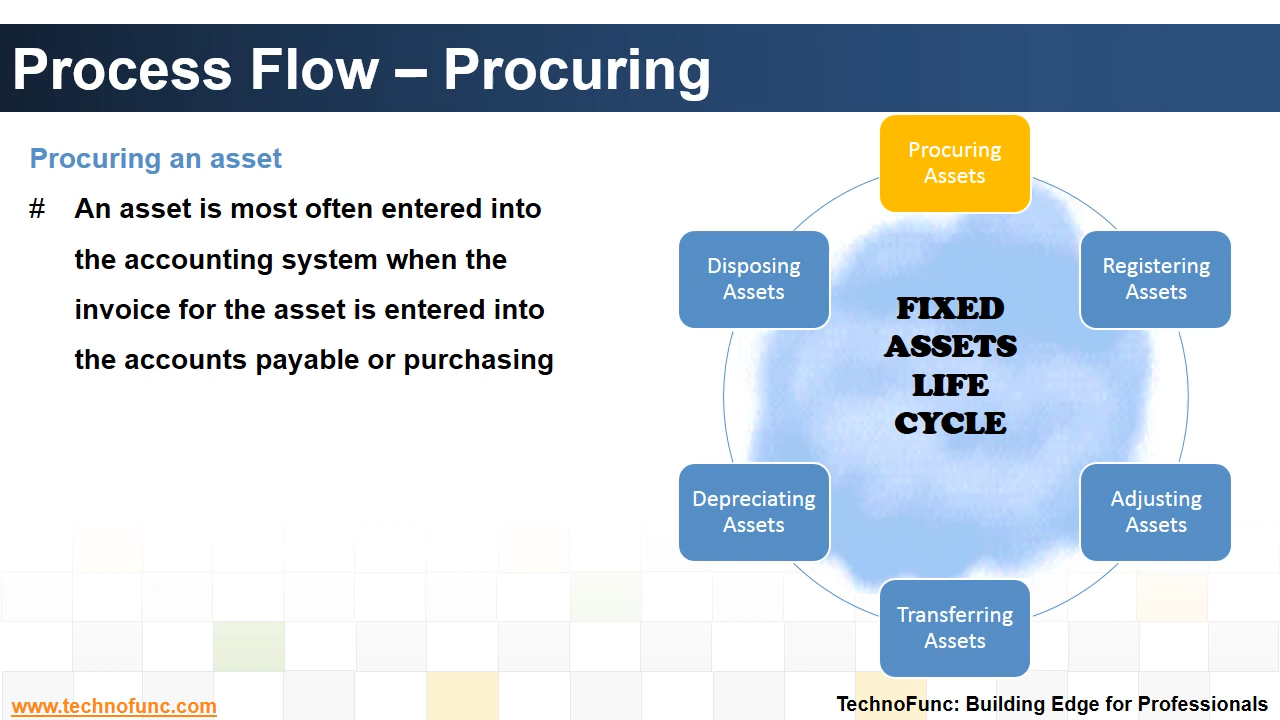 Process Flow – Procuring
Procuring an asset
# An asset is most often entered into
the accounting system when the
invoice for the asset is entered into
the accounts payable or purchasing
Procuring
Assets
Registering
Assets
Adjusting
Assets
Transferring
Assets
Depreciating
Assets
Disposing
Assets
FIXED
ASSETS
LIFE
CYCLE
www.technofunc.com
TechnoFunc: Building Edge for Professionals